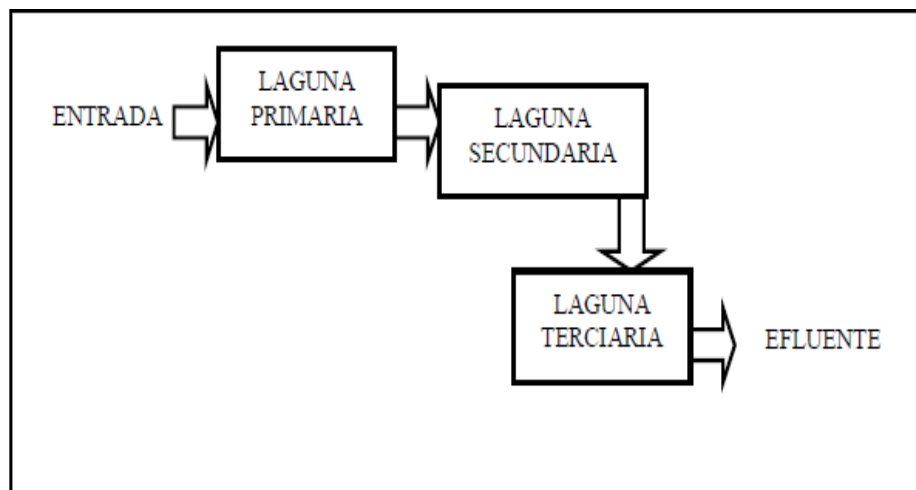 ENTRADA
LAGUNA
PRIMARIA
LAGUNA
SECUNDARIA
LAGUNA
TERCIARIA
EFLUENTE